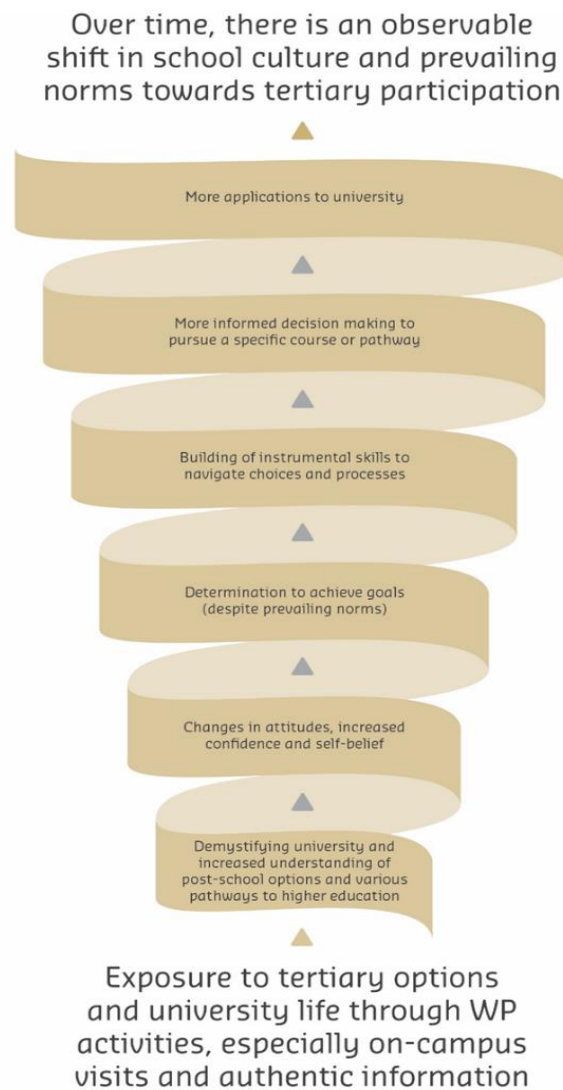 Over time, there is an observable
shift in school culture and prevailing
norms towards tertiary participation
More applications to university
More informed decision making to
pursue a specific course or pathway
Building of instrumental skills to
navigate choices and processes
Determination to achieve goals
(despite prevailing norms)
Changes in attitudes, increased
confidence and self-belief
Demystifying university and
increased understanding of
post-school options and various
pathways to higher education
Exposure to tertiary options
and university life through WP
activities, especially on-campus
visits and authentic information